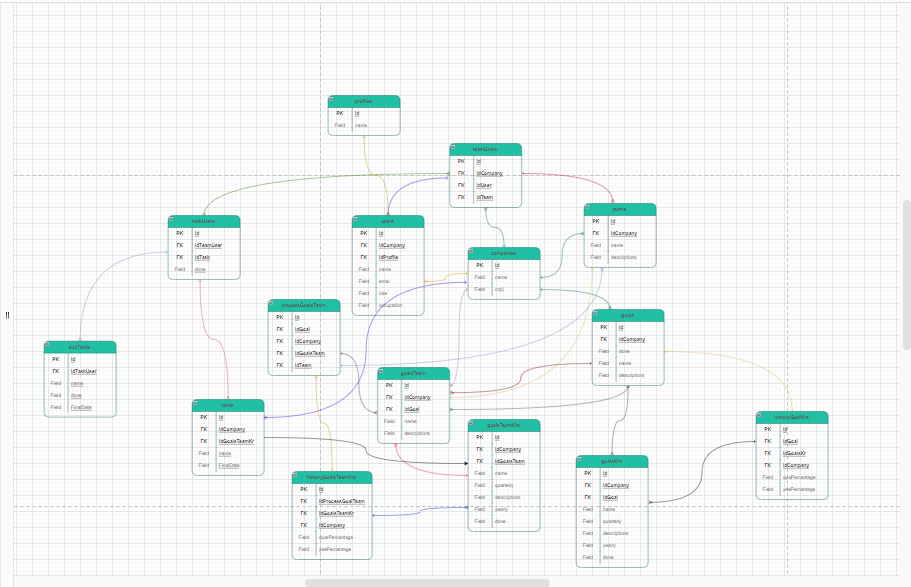 profiles
PK Id
Field name
teamUsers
PK Id
FK IdCompany
PK IdUser
PK IdTeam
taskUsers
PK Id
FK IdTeamUser
FK IdTask
Field done
users
PK Id
FK IdCompany
FK IdProfile
Field name
Field email
Field role
Field occupation
teams
PK Id
FK IdCompany
Field name
Field descriptions
companies
PK Id
Field name
Field cnpj
processGoalsTeam
PK Id
FK IdGoal
FK IdCompany
FK IdGoalsTeam
FK IdTeam
goals
PK Id
FK IdCompany
Field done
Field name
Field descriptions
subTasks
PK Id
FK IdTaskUser
Field name
Field done
Field FinalDate
goalsTeam
PK Id
FK IdCompany
FK IdGoal
Field name
Field descriptions
PK Id
FK IdCompany
FK IdGoalsTeamKr
Field name
Field FinalDate
goalsTeamKrs
PK Id
FK IdCompany
FK IdGoalsTeam
Field name
Field quarterly
Field descriptions
Field yearly
Field done
historyGoalKrs
PK Id
FK IdGoal
FK IdGoalsKr
FK IdCompany
Field quarPercentage
Field yeaPercentage
historyGoalsTeamKrs
PK Id
FK IdProcessGoalTeam
FK IdGoalsTeamKr
FK IdCompany
Field quarPercentage
Field yeaPercentage
goalsKrs
PK Id
FK IdCompany
FK IdGoal
Field name
Field quarterly
Field descriptions
Field yearly
Field done